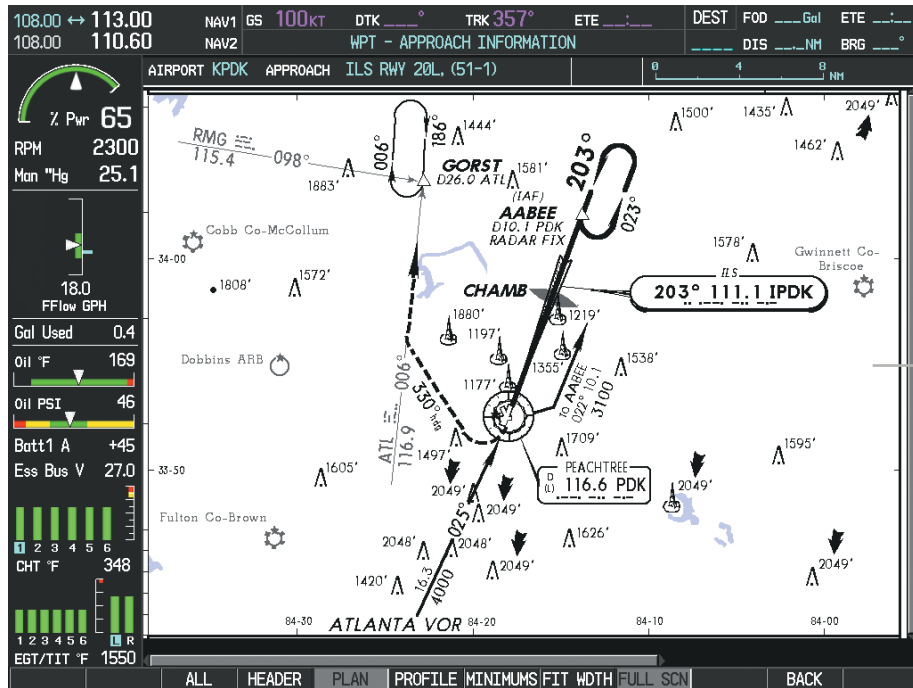 108.00 ↔ 113.00 NAV1 GS 100KT DTK ___° TRK 357° ETE __:__ DEST FOD ___Gal ETE __:__
108.00 110.60 NAV2 WPT - APPROACH INFORMATION ____ DIS __._NM BRG ___°
AIRPORT KPDK APPROACH ILS RWY 20L, (51-1) 0 4 8 NM
% Pwr 65
RPM 2300
Man "Hg 25.1
18.0
FFlow GPH
Gal Used 0.4
Oil °F 169
Oil PSI 46
Batt1 A +45
Ess Bus V 27.0
1 2 3 4 5 6
CHT °F 348
1 2 3 4 5 6 L R
EGT/TIT °F 1550
1500'
1435'
2049'
1462'
1444'
RMG
115.4
098°
006°
186°
1883'
GORST
D26.0 ATL
1581'
(IAF)
AABEE
D10.1 PDK
RADAR FIX
203°
023°
Cobb Co-McCollum
34-00
1808'
1572'
1578'
Gwinnett Co-
Briscoe
ILS
203° 111.1 IPDK
CHAMB
1880'
1219'
1197'
1355'
1538'
1177'
Dobbins ARB
TO AABEE
022° 10.1
3100
330° hdg
ATL
116.9
006°
1497'
1709'
1595'
33-50
1605'
PEACHTREE
D
(L)
116.6 PDK
2049'
2049'
2049'
025°
Fulton Co-Brown
2048'
2048'
1626'
2049'
2049'
1420'
16.3
4000
84-30
84-20
84-10
84-00
ATLANTA VOR
ALL HEADER PLAN PROFILE MINIMUMS FIT WDTH FULL SCN BACK